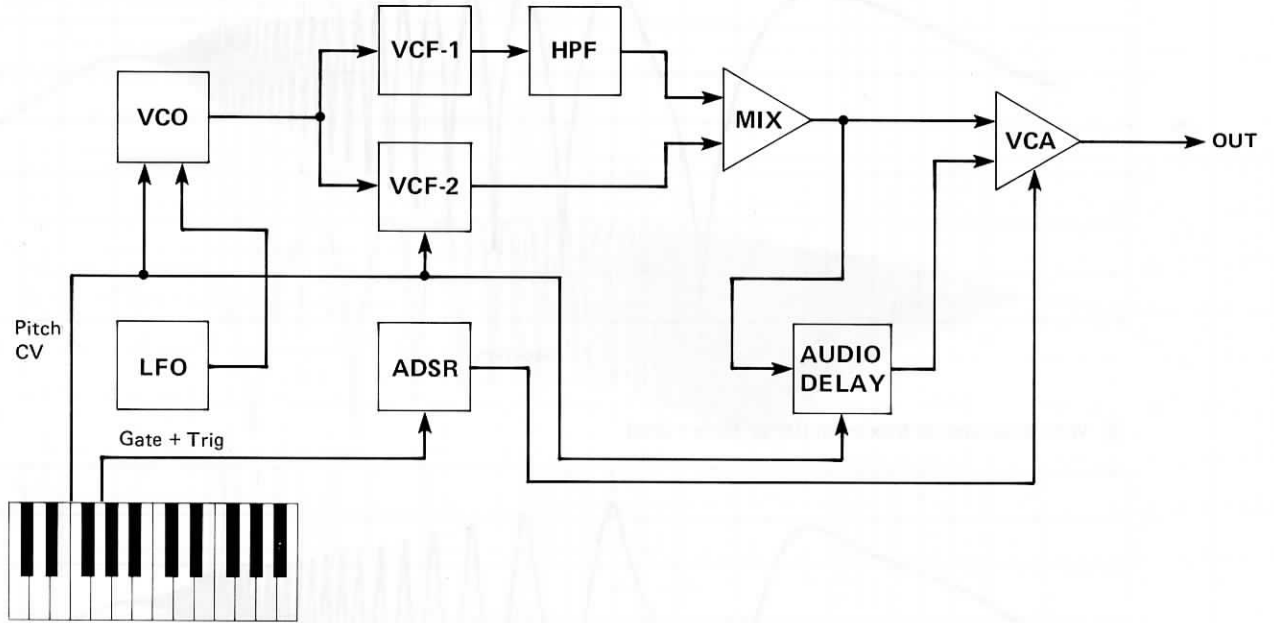 VCF-1
HPF
VCO
MIX
VCA
OUT
VCF-2
Pitch
CV
LFO
ADSR
AUDIO
DELAY
Gate + Trig